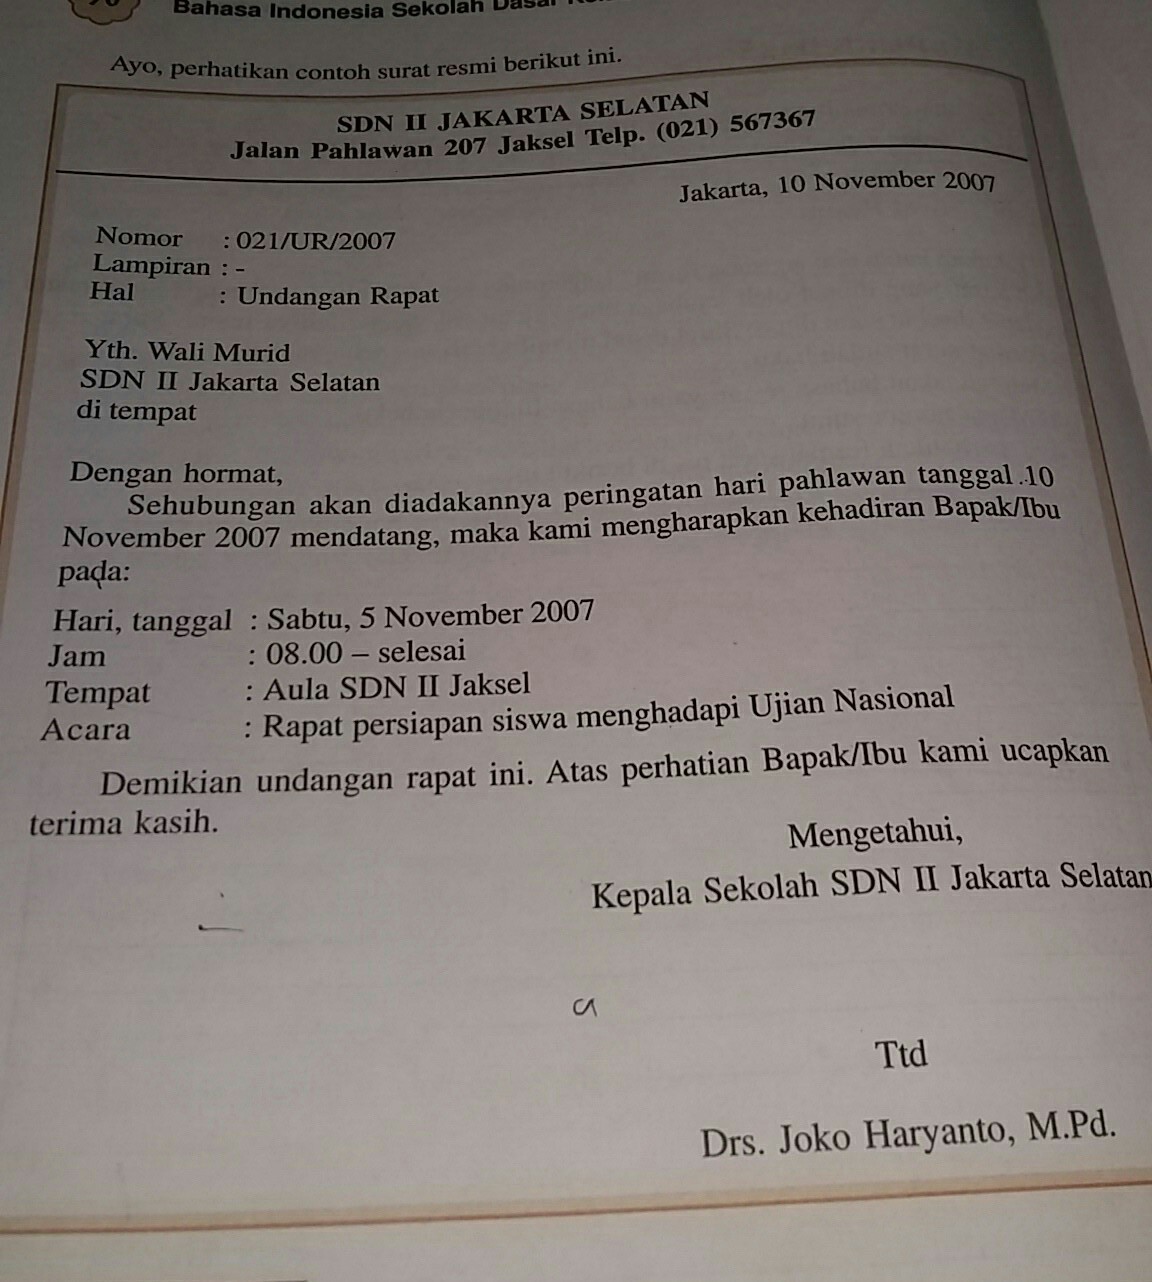 Bahasa Indonesia Sekolah Dasar
Ayo, perhatikan contoh surat resmi berikut ini.
SDN II JAKARTA SELATAN
Jalan Pahlawan 207 Jaksel Telp. (021) 567367
Jakarta, 10 November 2007
Nomor : 021/UR/2007
Lampiran : -
Hal : Undangan Rapat
Yth. Wali Murid
SDN II Jakarta Selatan
di tempat
Dengan hormat,
Sehubungan akan diadakannya peringatan hari pahlawan tanggal 10
November 2007 mendatang, maka kami mengharapkan kehadiran Bapak/Ibu
pada:
Hari, tanggal : Sabtu, 5 November 2007
Jam : 08.00 – selesai
Tempat : Aula SDN II Jaksel
Acara : Rapat persiapan siswa menghadapi Ujian Nasional
Demikian undangan rapat ini. Atas perhatian Bapak/Ibu kami ucapkan
terima kasih.
Mengetahui,
Kepala Sekolah SDN II Jakarta Selatan
a
Ttd
Drs. Joko Haryanto, M.Pd.